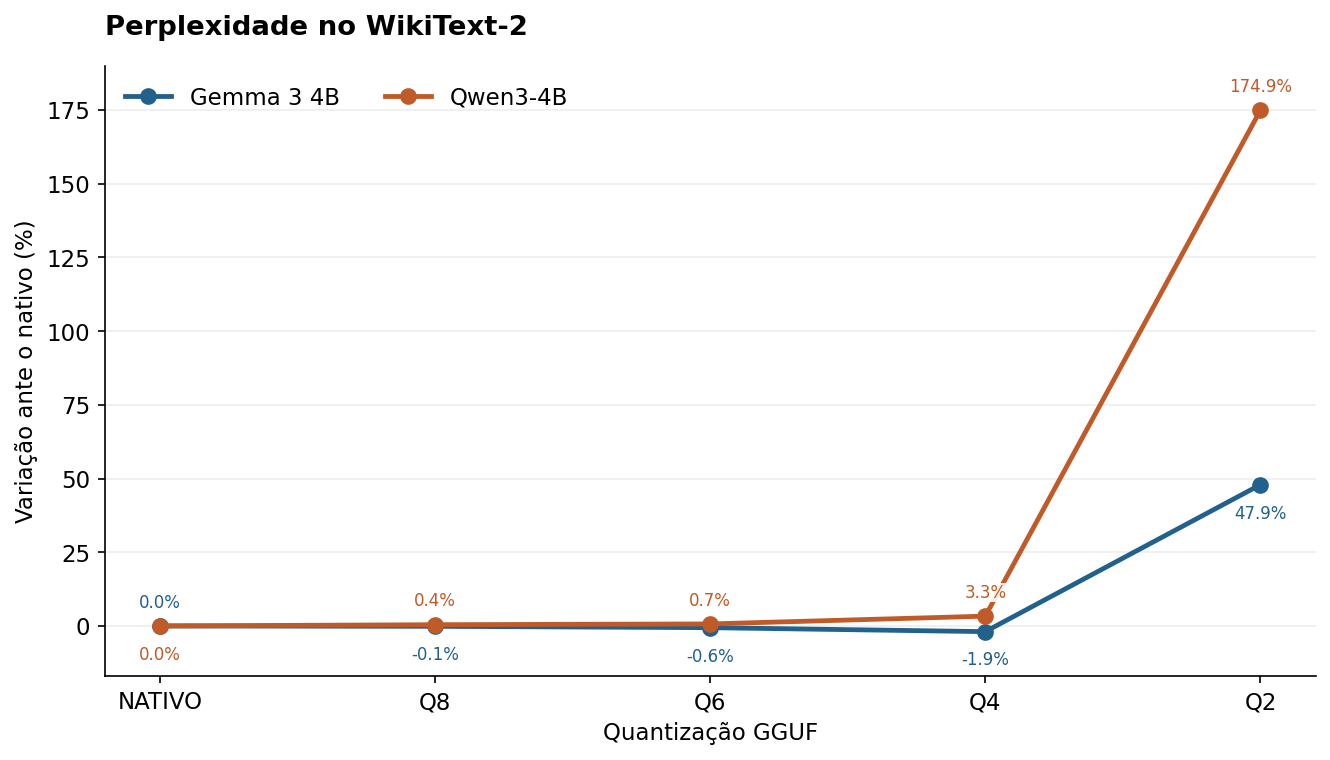 Perplexidade no WikiText-2
Gemma 3 4B Qwen3-4B
174.9%
175
150
125
100
75
50
25
0
Variação ante o nativo (%)
47.9%
0.0% 0.4% 0.7% 3.3%
0.0% -0.1% -0.6% -1.9%
NATIVO Q8 Q6 Q4 Q2
Quantização GGUF